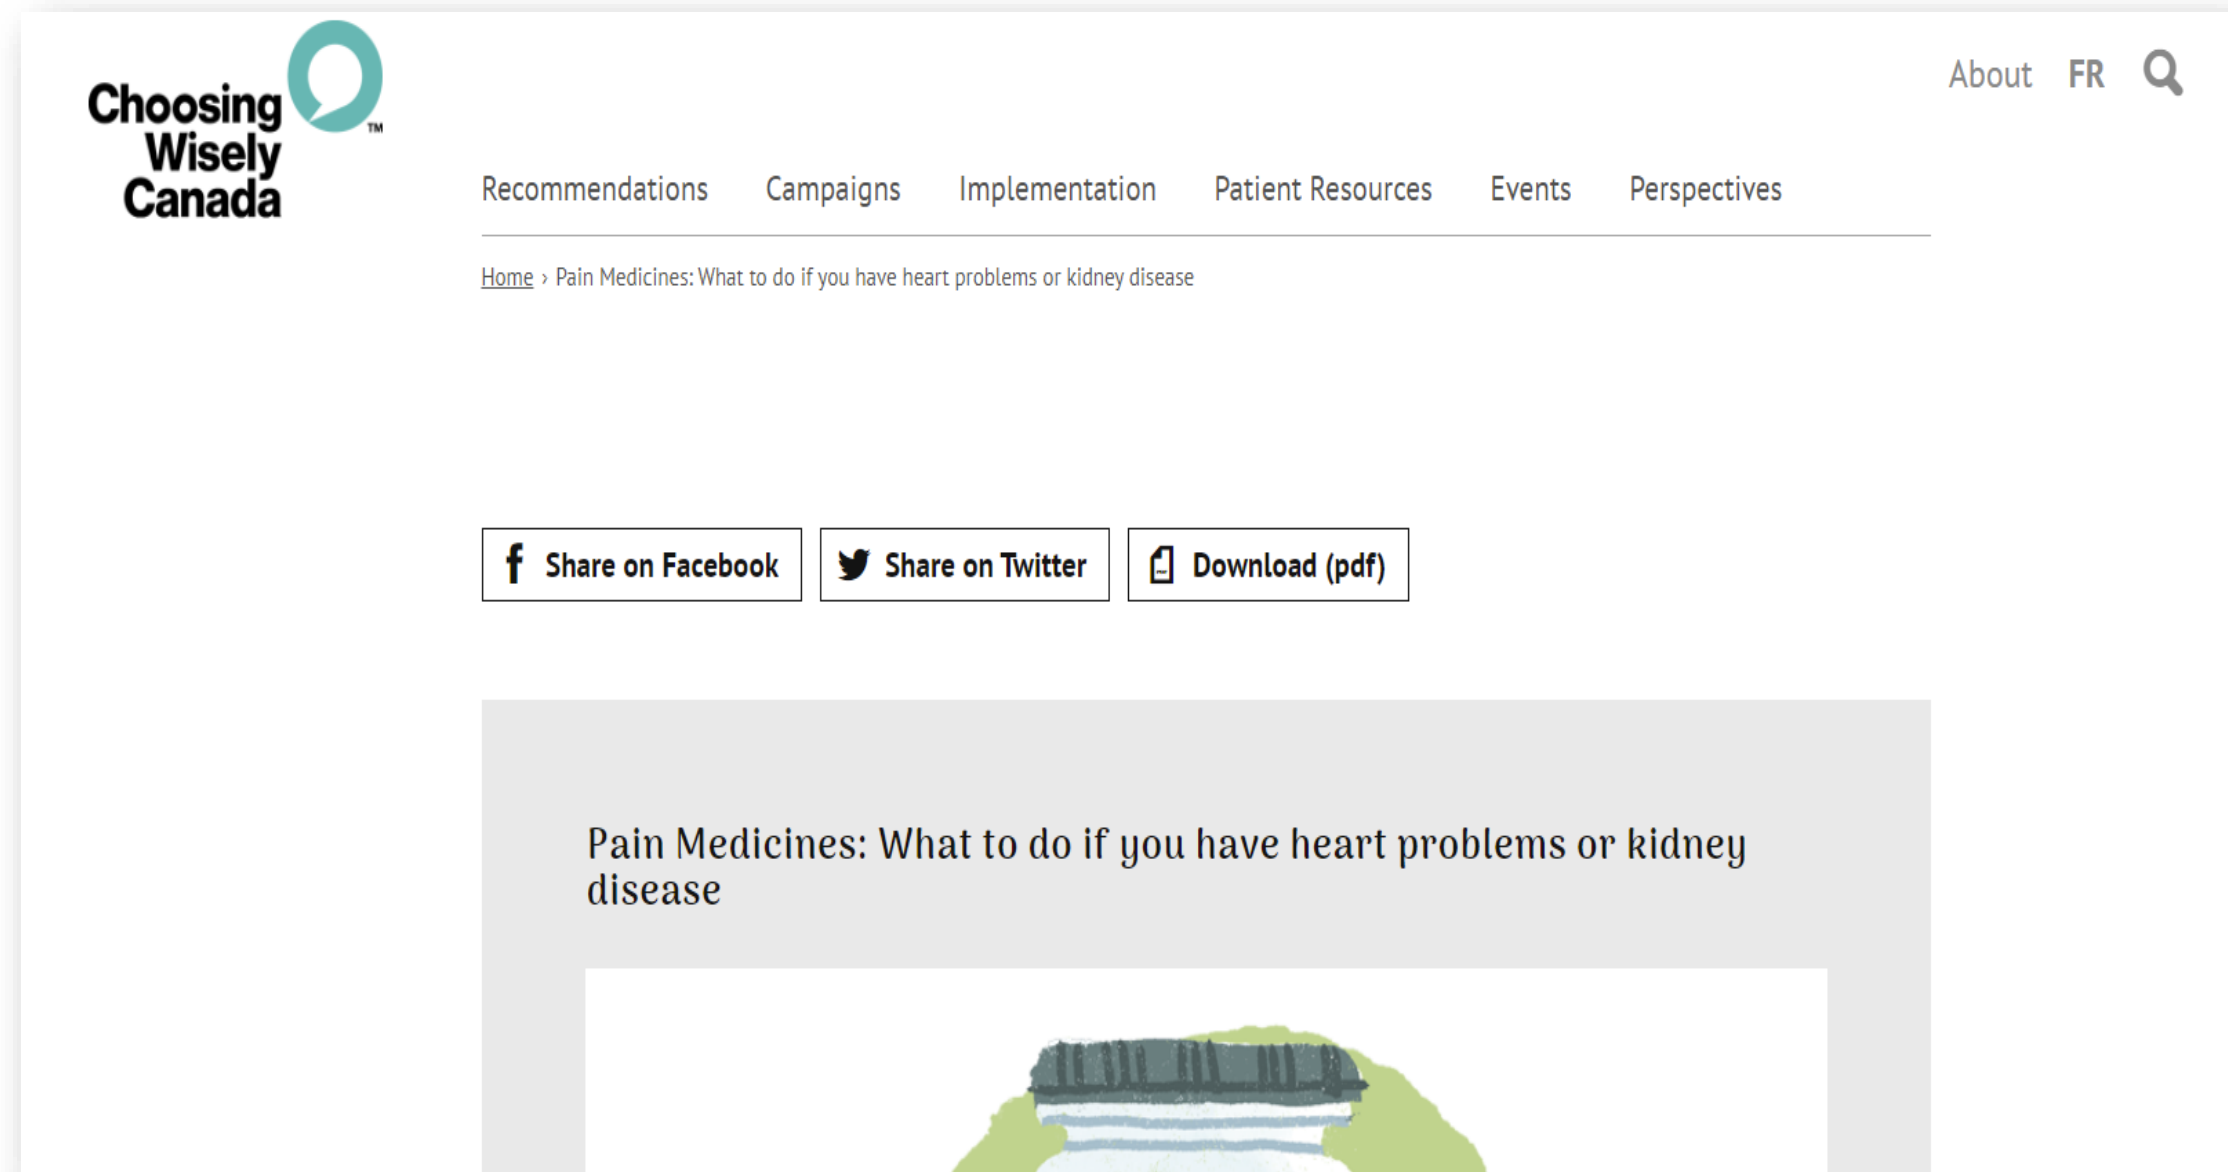 Choosing
Wisely
Canada
TM
About FR
Recommendations Campaigns Implementation Patient Resources Events Perspectives
Home › Pain Medicines: What to do if you have heart problems or kidney disease
Share on Facebook Share on Twitter Download (pdf)
Pain Medicines: What to do if you have heart problems or kidney
disease